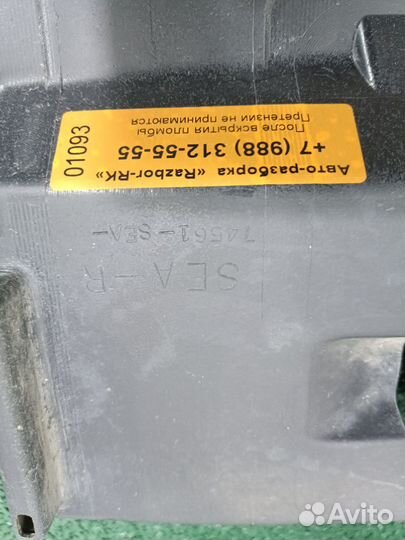 Авто-разборка «Razbor-RK»
+7 (988) 312-55-55
После вскрытия пломбы
Претензии не принимаются
01093
74561-SEA-
SEA-R
Avito